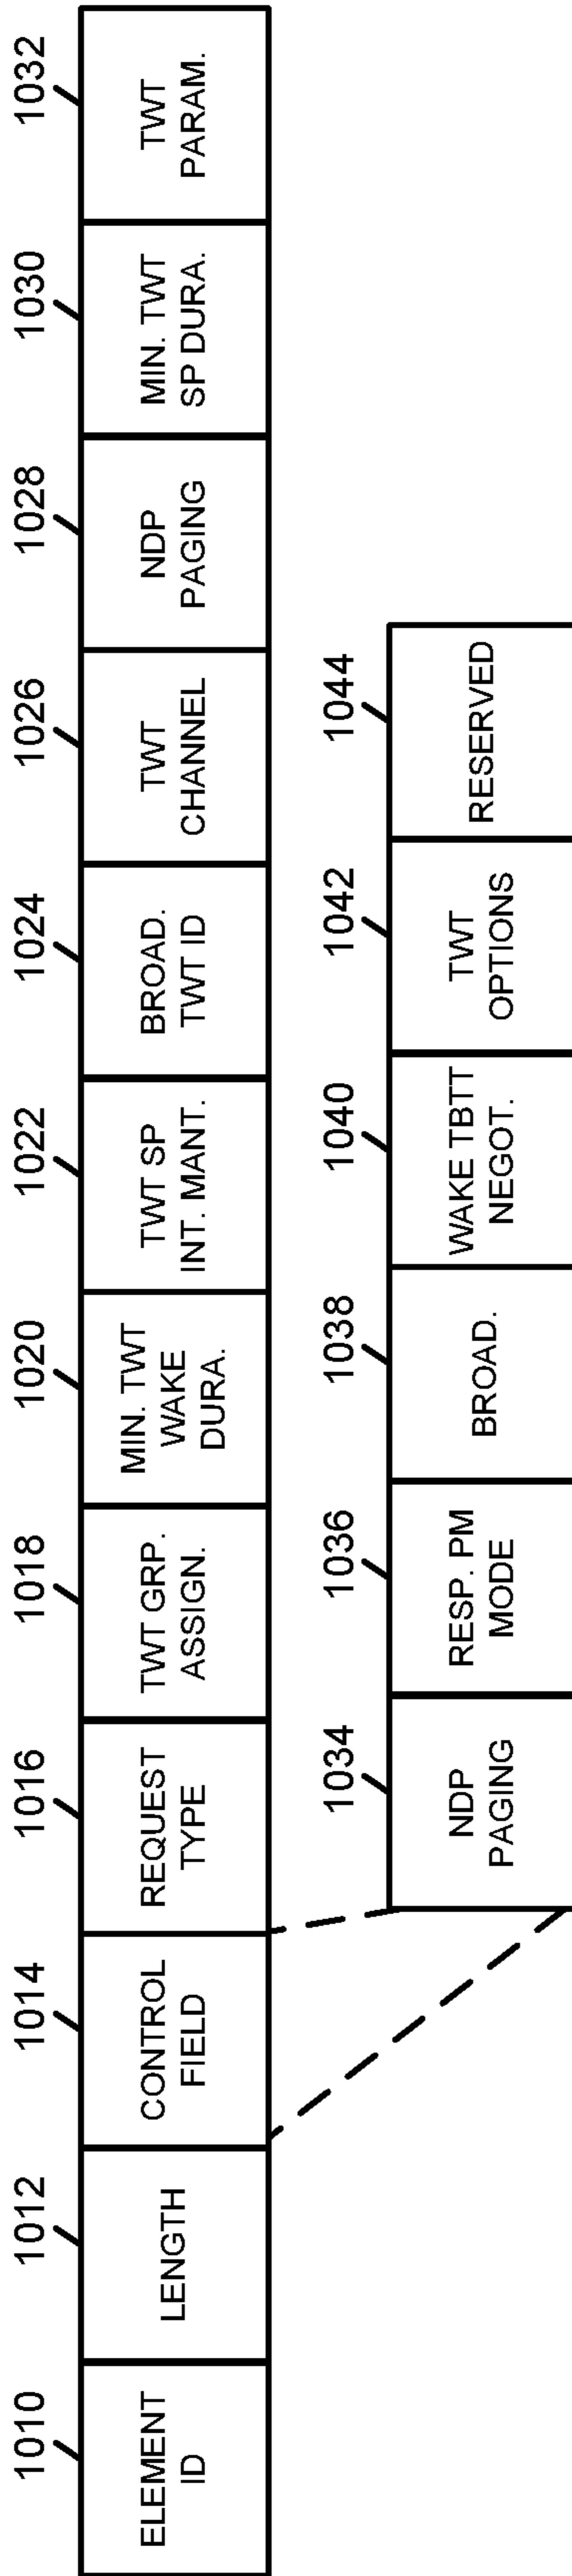 1010
1012
1014
1016
1018
1020
1022
1024
1026
1028
1030
1032
ELEMENT
ID
LENGTH
CONTROL
FIELD
REQUEST
TYPE
TWT GRP.
ASSIGN.
MIN. TWT
WAKE
DURA.
TWT SP
INT. MANT.
BROAD.
TWT ID
TWT
CHANNEL
NDP
PAGING
MIN. TWT
SP DURA.
TWT
PARAM.
1034
1036
1038
1040
1042
1044
NDP
PAGING
RESP. PM
MODE
BROAD.
WAKE TBTT
NEGOT.
TWT
OPTIONS
RESERVED